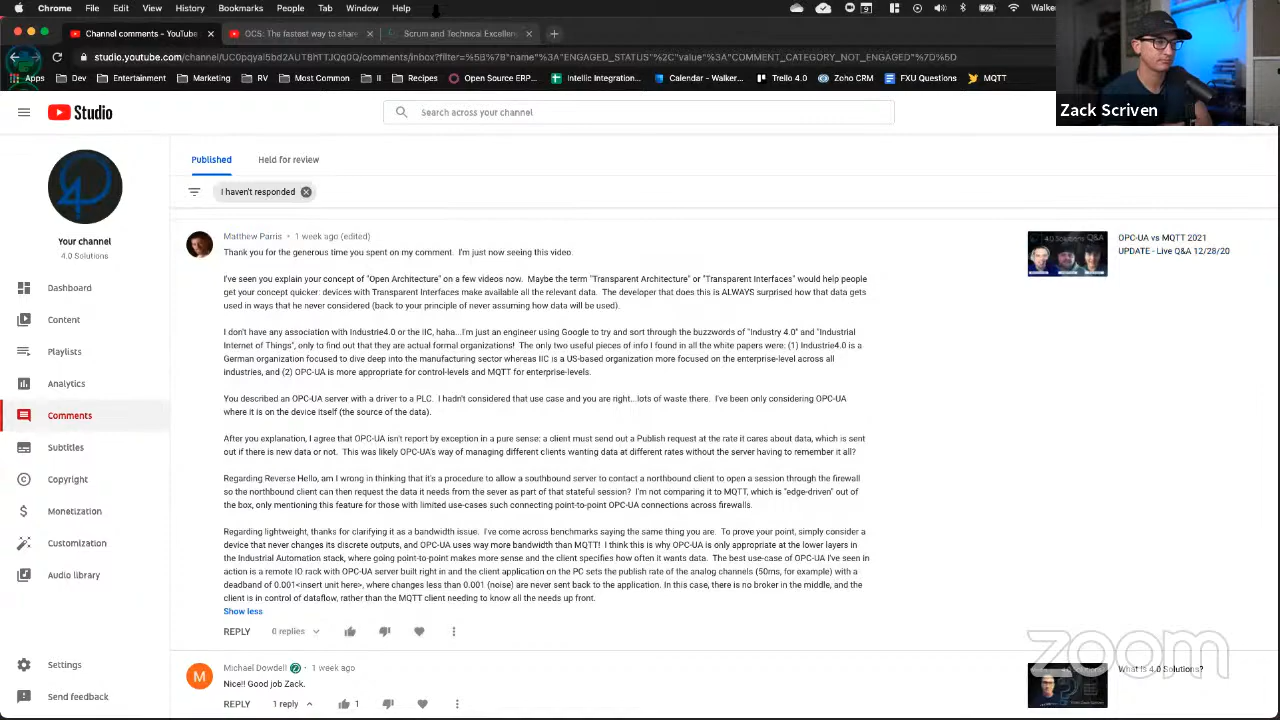 Chrome File Edit View History Bookmarks People Tab Window Help Walker
Channel comments - YouTube OCS: The fastest way to share Scrum and Technical Excellen
studio.youtube.com/channel/
Apps Dev Entertainment Marketing RV Most Common II Open Source ERP... Intellic Integration... Calendar - Walker... Trello 4.0 Zoho CRM FXU Questions MQTT
Zack Scriven
Studio
Search across your channel
Published Held for review
I haven't responded
Your channel
4.0 Solutions
Dashboard
Content
Playlists
Analytics
Comments
Subtitles
Copyright
Monetization
Customization
Audio library
Settings
Send feedback
Matthew Parris • 1 week ago (edited)
Thank you for the generous time you spent on my comment. I'm just now seeing this video.
I've seen you explain your concept of "Open Architecture" on a few videos now. Maybe the term "Transparent Architecture" or "Transparent Interfaces" would help people
get your concept quicker: devices with Transparent Interfaces make available all the relevant data. The developer that does this is ALWAYS surprised how that data gets
used in ways that he never considered (back to your principle of never assuming how data will be used).
I don't have any association with Industrie4.0 or the IIC, haha...I'm just an engineer using Google to try and sort through the buzzwords of "Industry 4.0" and "Industrial
Internet of Things", only to find out that they are actual formal organizations! The only two useful pieces of info I found in all the white papers were: (1) Industrie4.0 is a
German organization focused to dive deep into the manufacturing sector whereas IIC is a US-based organization more focused on the enterprise-level across all
industries, and (2) OPC-UA is more appropriate for control-levels and MQTT for enterprise-levels.
You described an OPC-UA server with a driver to a PLC. I hadn't considered that use case and you are right...lots of waste there. I've been only considering OPC-UA
where it is on the device itself (the source of the data).
After you explanation, I agree that OPC-UA isn't report by exception in a pure sense: a client must send out a Publish request at the rate it cares about data, which is sent
out if there is new data or not. This was likely OPC-UA's way of managing different clients wanting data at different rates without the server having to remember it all?
Regarding Reverse Hello, am I wrong in thinking that it's a procedure to allow a southbound server to contact a northbound client to open a session through the firewall
so the northbound client can then request the data it needs from the sever as part of that stateful session? I'm not comparing it to MQTT, which is "edge-driven" out of
the box, only mentioning this feature for those with limited use-cases such connecting point-to-point OPC-UA connections across firewalls.
Regarding lightweight, thanks for clarifying it as a bandwidth issue. I've come across benchmarks saying the same thing you are. To prove your point, simply consider a
device that never changes its discrete outputs, and OPC-UA uses way more bandwidth than MQTT! I think this is why OPC-UA is only appropriate at the lower layers in
the Industrial Automation stack, where going point-to-point makes more sense and the client specifies how often it wants data. The best use-case of OPC-UA I've seen in
action is a remote IO rack with OPC-UA server built right in and the client application on the PC sets the publish rate of the analog channels (50ms, for example) with a
deadband of 0.001<insert unit here>, where changes less than 0.001 (noise) are never sent back to the application. In this case, there is no broker in the middle, and the
client is in control of dataflow, rather than the MQTT client needing to know all the needs up front.
Show less
REPLY 0 replies
4.0 Solutions Q&A
OPC-UA vs MQTT 2021
UPDATE - Live Q&A 12/28/20
M
Michael Dowdell • 1 week ago
Nice!! Good job Zack.
REPLY 1 reply
What is 4.0 Solutions?
zoom